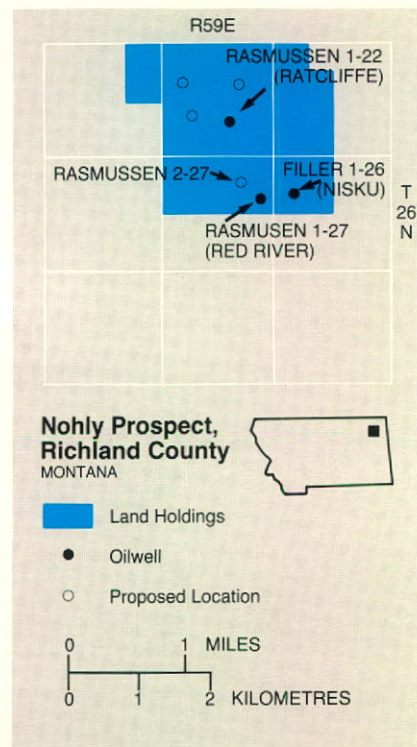 R59E
RASMUSSEN 1-22
(RATCLIFFE)
RASMUSSEN 2-27
FILLER 1-26
(NISKU)
T
26
N
RASMUSEN 1-27
(RED RIVER)
Nohly Prospect,
Richland County
MONTANA
Land Holdings
Oilwell
Proposed Location
0 1 MILES
0 1 2 KILOMETRES